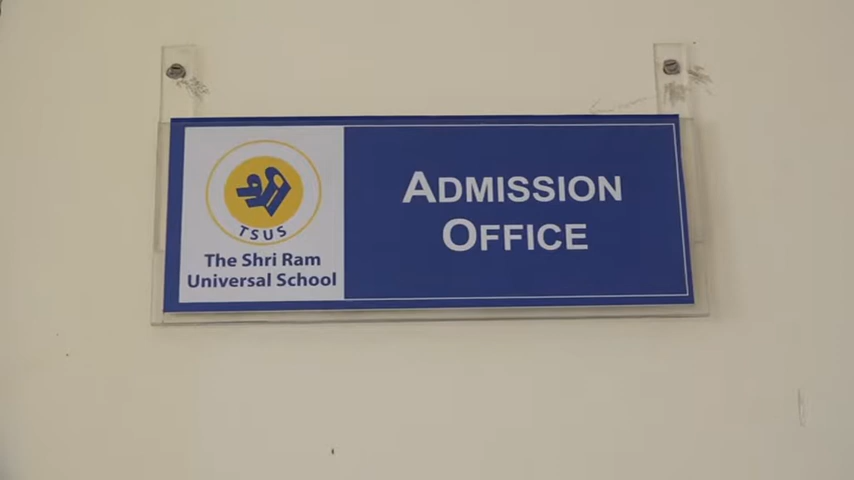 TSUS
The Shri Ram
Universal School
ADMISSION
OFFICE